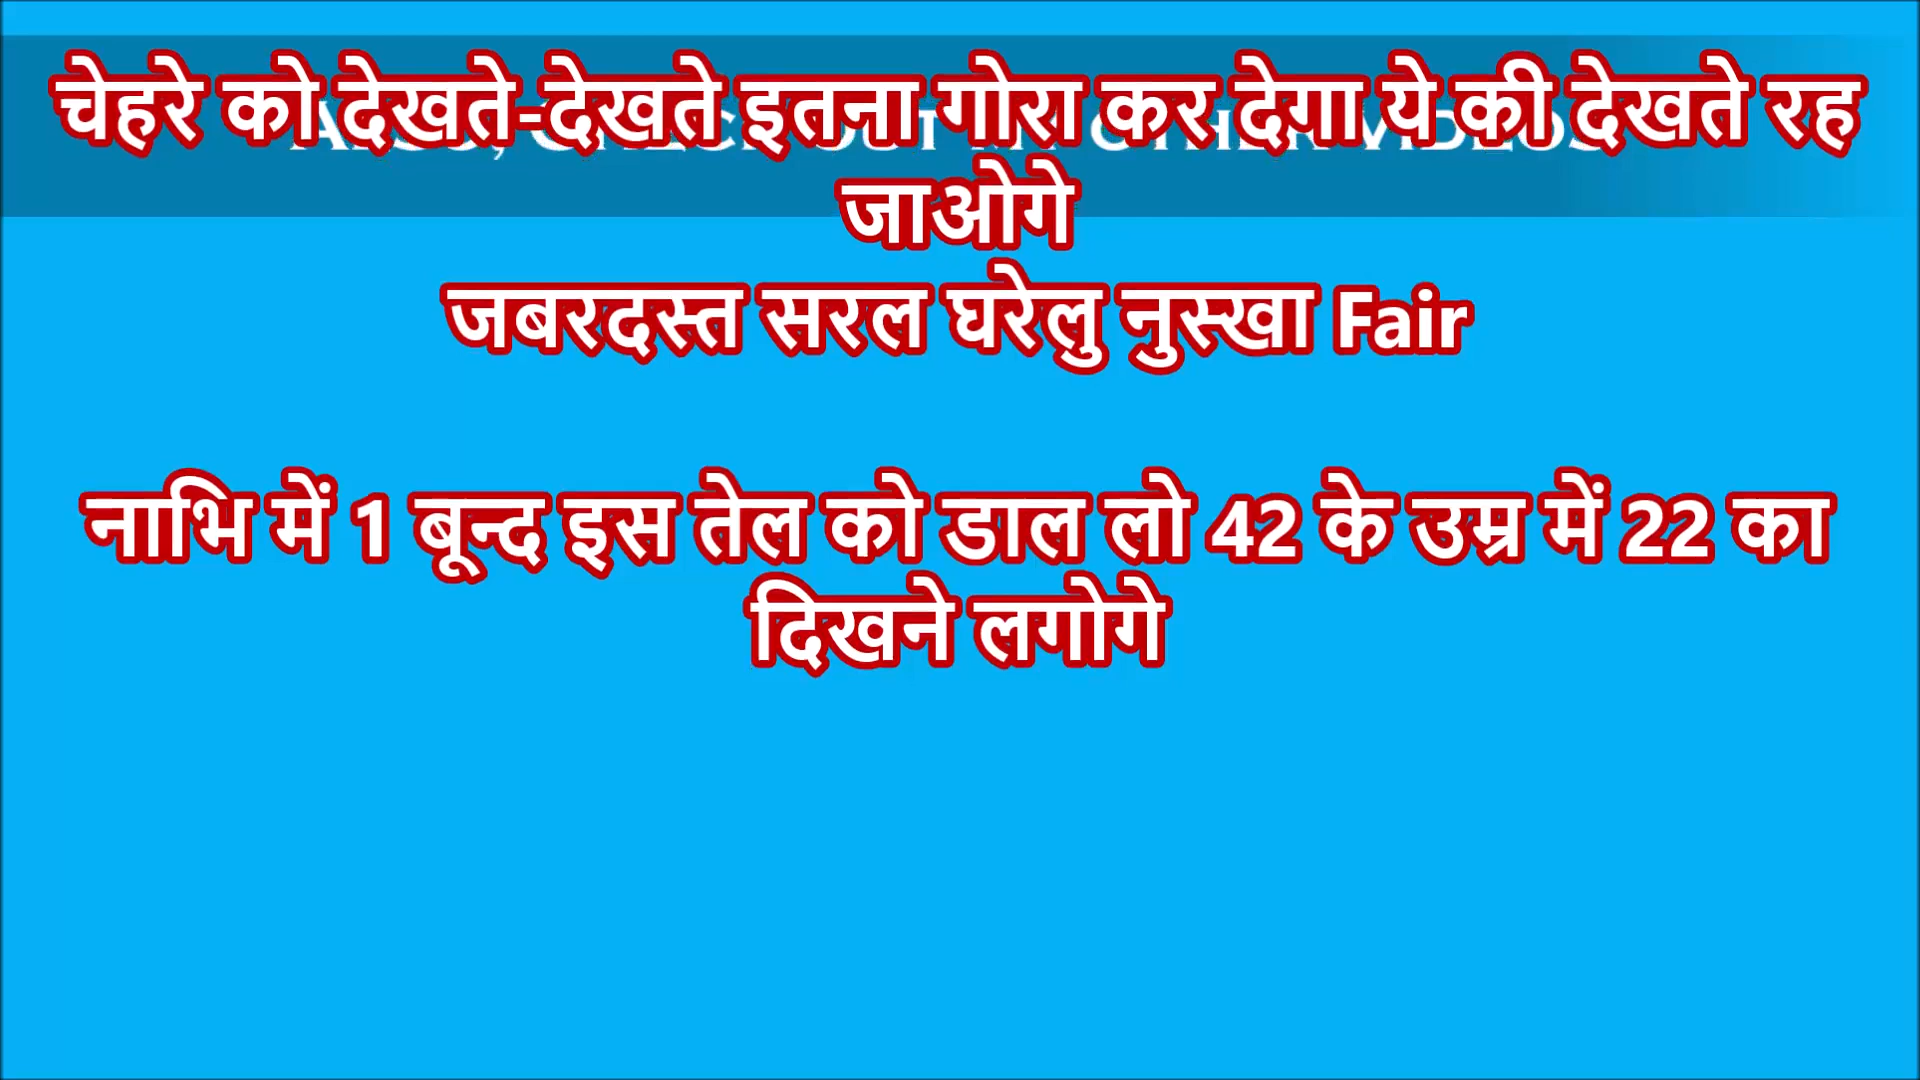 चेहरे को देखते-देखते इतना गोरा कर देगा ये की देखते रह
जाओगे
जबरदस्त सरल घरेलु नुस्खा Fair
नाभि में 1 बून्द इस तेल को डाल लो 42 के उम्र में 22 का
दिखने लगोगे